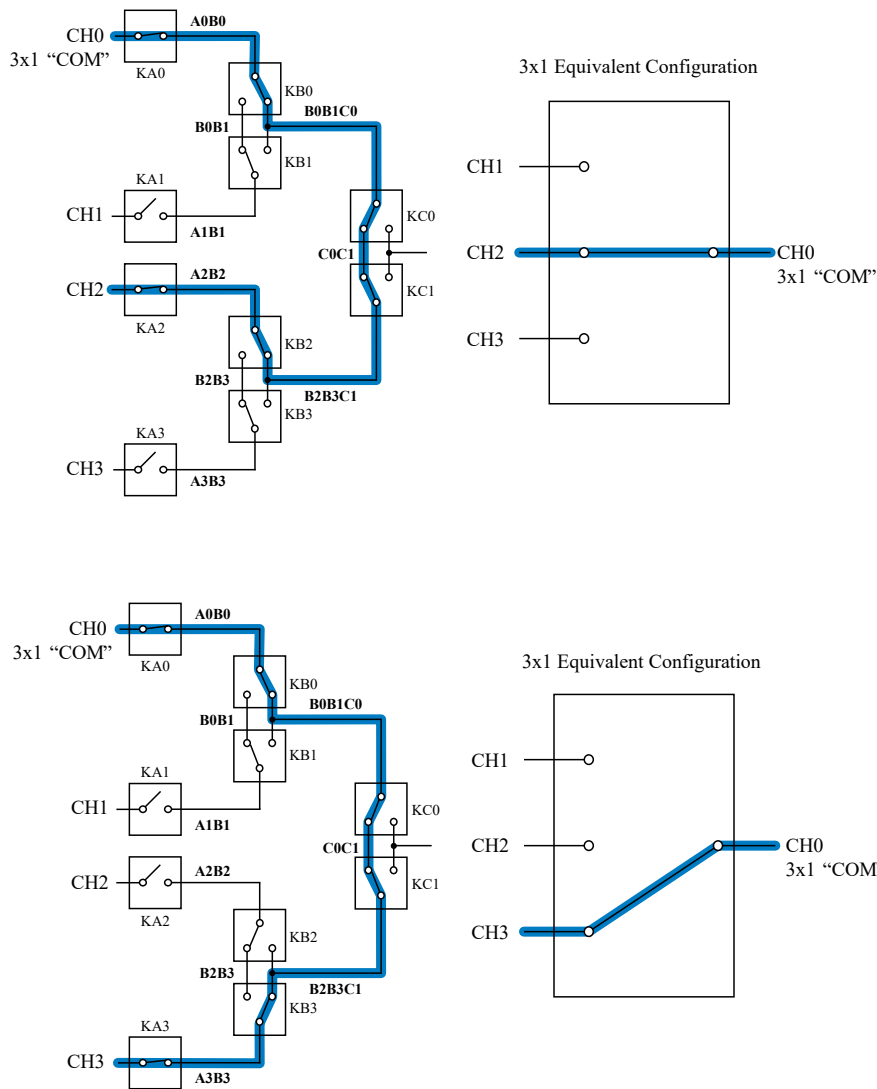 CH0
3x1 “COM”
A0B0
KA0
KB0
B0B1C0
B0B1
KB1
KA1
CH1
A1B1
KC0
C0C1
KC1
CH2
A2B2
KA2
KB2
B2B3
B2B3C1
KB3
KA3
CH3
A3B3
3x1 Equivalent Configuration
CH1
CH2
CH0
3x1 “COM”
CH3
CH0
3x1 “COM”
A0B0
KA0
KB0
B0B1C0
B0B1
KB1
KA1
CH1
A1B1
KC0
C0C1
KC1
CH2
A2B2
KA2
KB2
B2B3
B2B3C1
KB3
KA3
CH3
A3B3
3x1 Equivalent Configuration
CH1
CH2
CH0
3x1 “COM
CH3